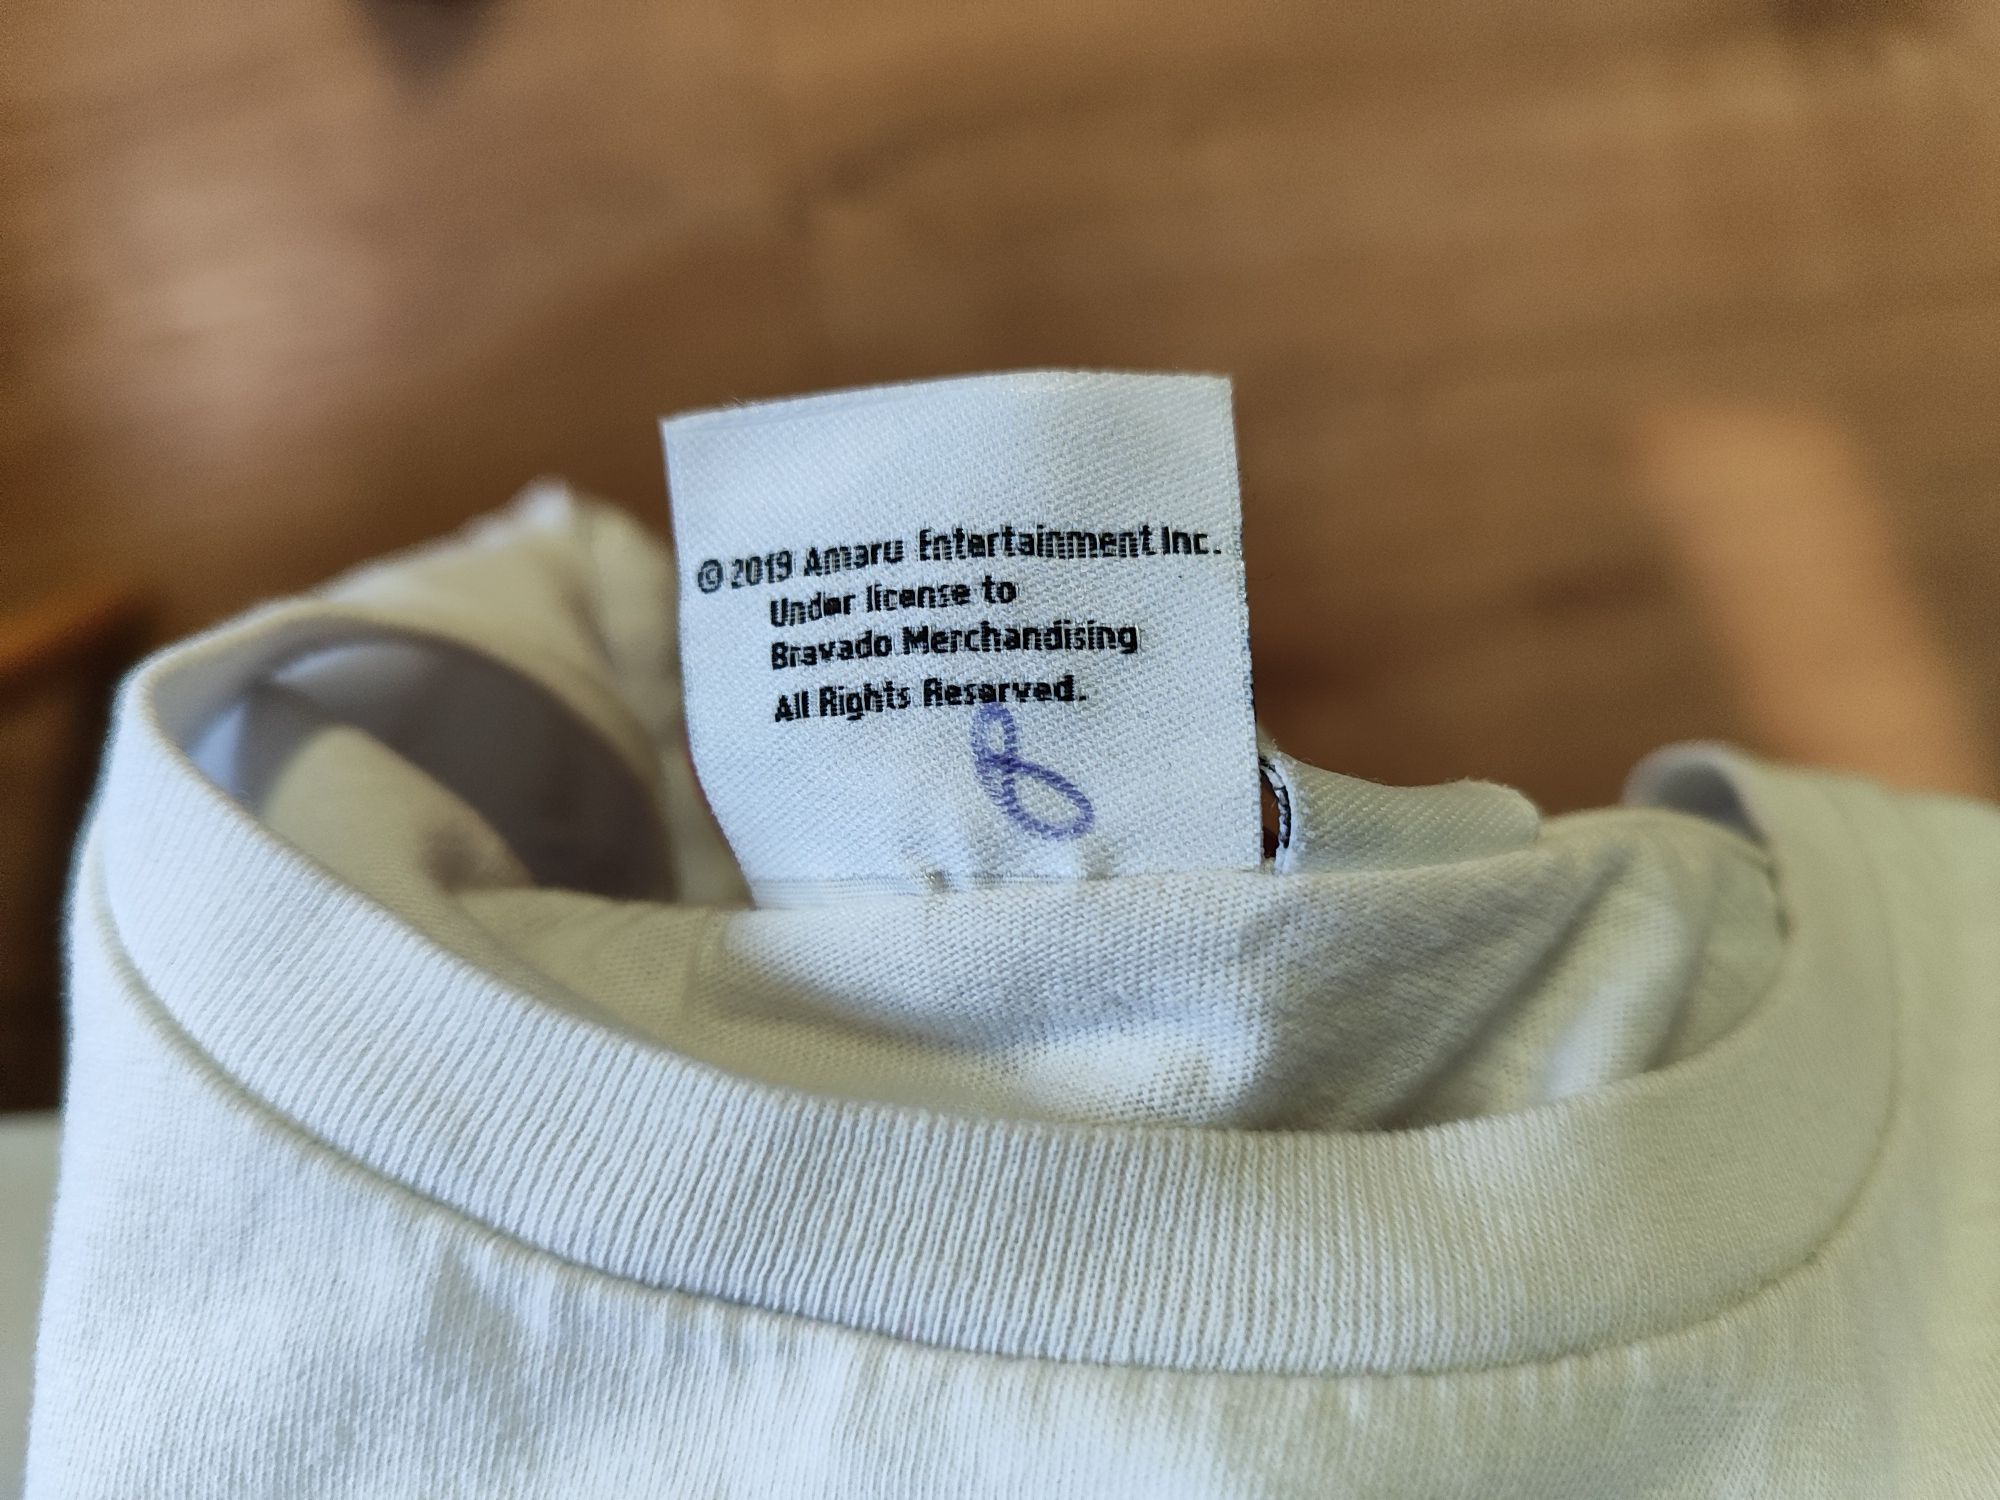 © 2019 Amaru Entertainment Inc.
Under license to
Bravado Merchandising
All Rights Reserved.
8